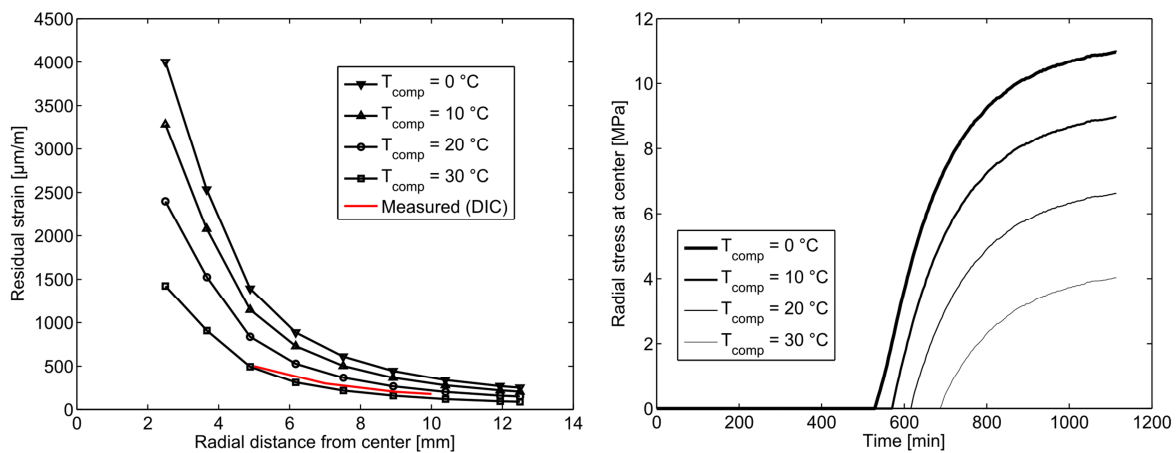 4500
4000
3500
3000
2500
2000
1500
1000
500
0
0 2 4 6 8 10 12 14
Residual strain [μm/m]
Radial distance from center [mm]
T_comp = 0 °C
T_comp = 10 °C
T_comp = 20 °C
T_comp = 30 °C
Measured (DIC)
12
10
8
6
4
2
0
0 200 400 600 800 1000 1200
Radial stress at center [MPa]
Time [min]
T_comp = 0 °C
T_comp = 10 °C
T_comp = 20 °C
T_comp = 30 °C